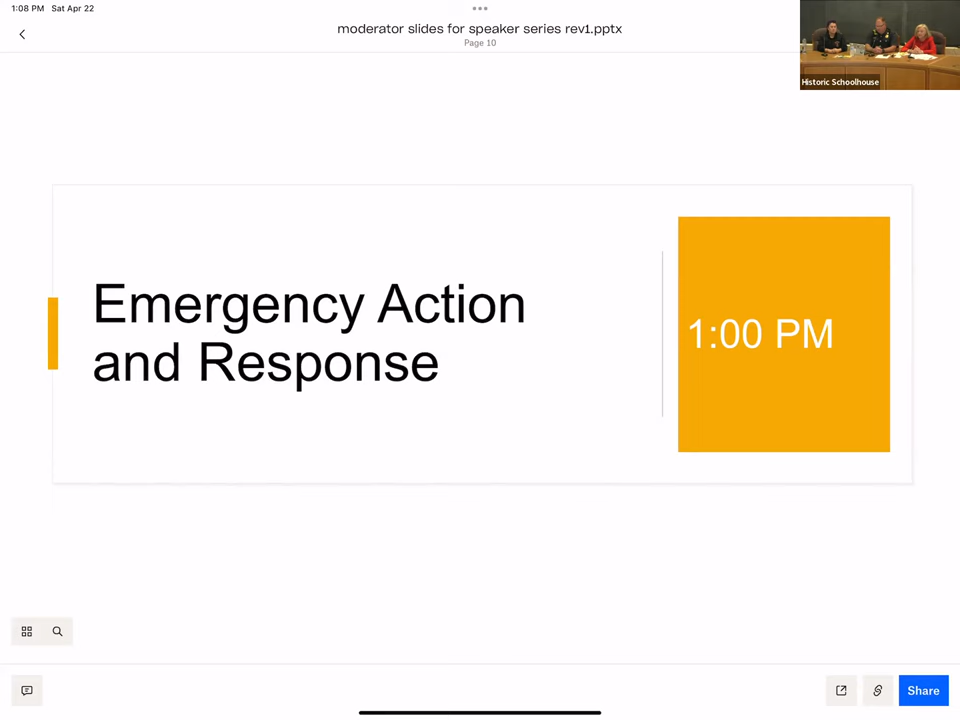 1:08 PM Sat Apr 22
moderator slides for speaker series rev1.pptx
Page 10
Historic Schoolhouse
Emergency Action
and Response
1:00 PM
Share